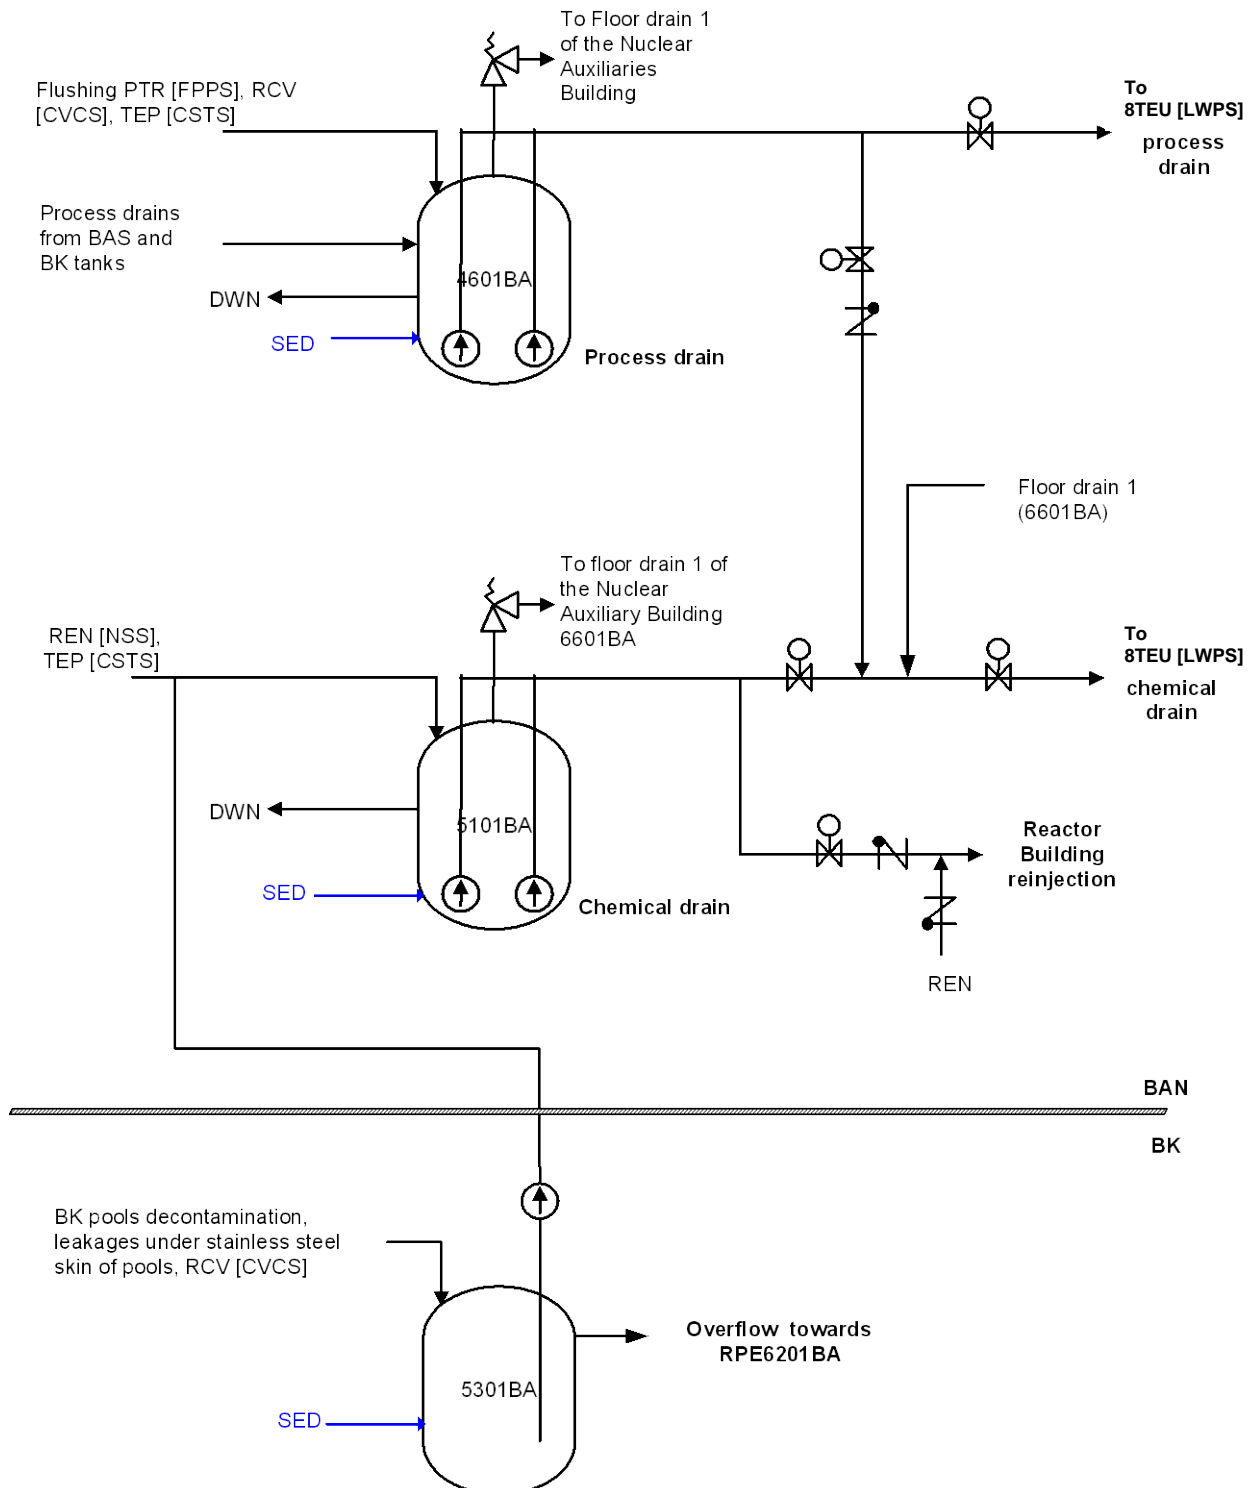 To Floor drain 1
of the Nuclear
Auxiliaries
Building
Flushing PTR [FPPS], RCV
[CVCS], TEP [CSTS]
To
8TEU [LWPS]
process
drain
Process drains
from BAS and
BK tanks
4601BA
DWN
SED
Process drain
Floor drain 1
(6601BA)
To floor drain 1 of
the Nuclear
Auxiliary Building
6601BA
REN [NSS],
TEP [CSTS]
To
8TEU [LWPS]
chemical
drain
DWN
5101BA
Reactor
Building
reinjection
SED
Chemical drain
REN
BAN
BK
BK pools decontamination,
leakages under stainless steel
skin of pools, RCV [CVCS]
Overflow towards
RPE6201BA
5301BA
SED